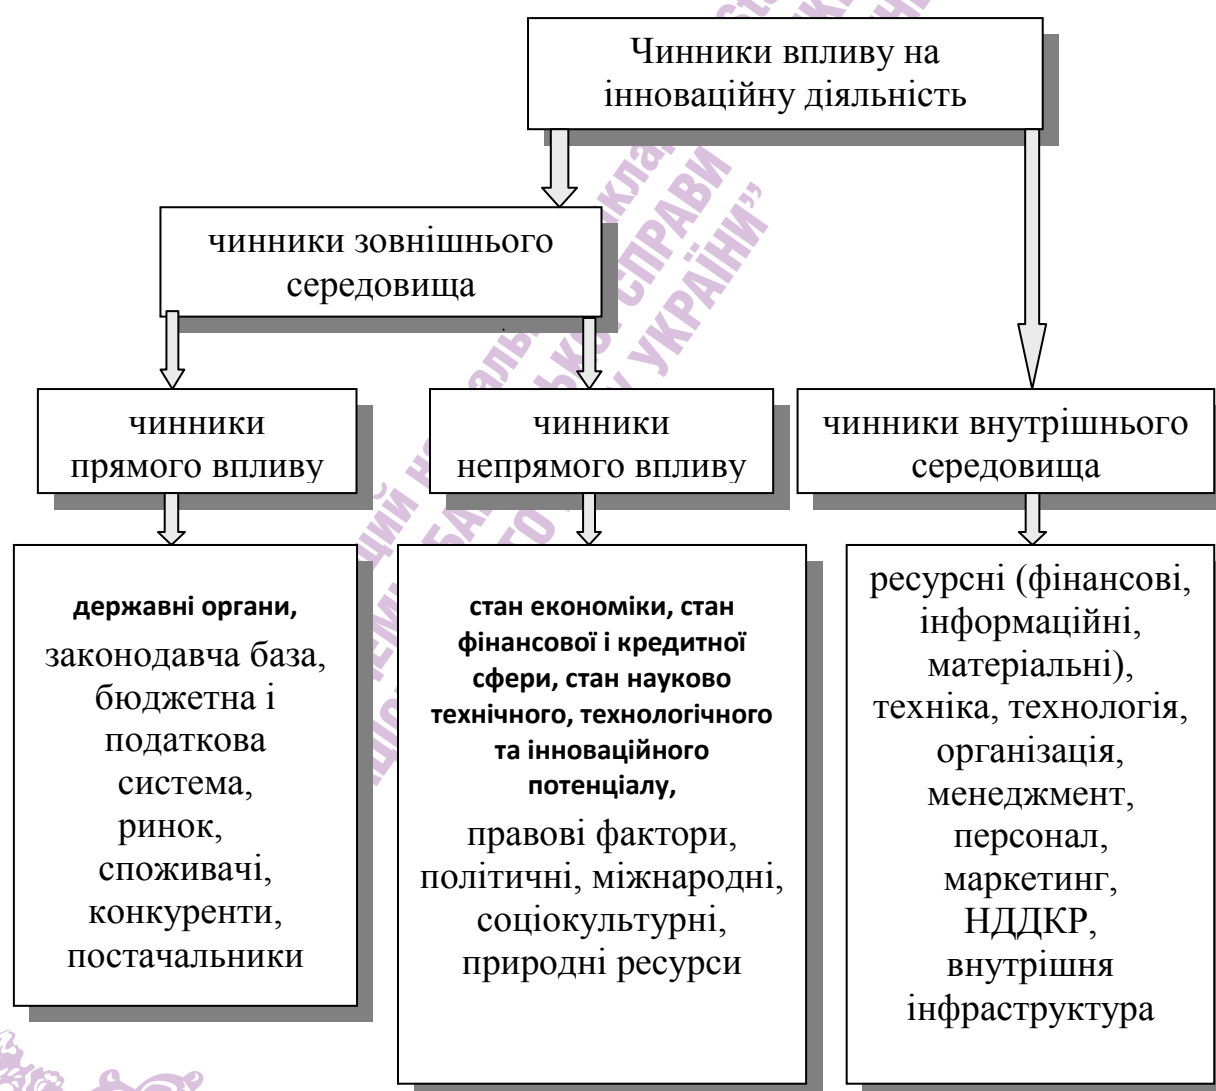 Чинники впливу на
інноваційну діяльність
чинники зовнішнього
середовища
чинники
прямого впливу
чинники
непрямого впливу
чинники внутрішнього
середовища
державні органи,
законодавча база,
бюджетна і
податкова
система,
ринок,
споживачі,
конкуренти,
постачальники
стан економіки, стан
фінансової і кредитної
сфери, стан науково
технічного, технологічного
та інноваційного
потенціалу,
правові фактори,
політичні, міжнародні,
соціокультурні,
природні ресурси
ресурсні (фінансові,
інформаційні,
матеріальні),
техніка, технологія,
організація,
менеджмент,
персонал,
маркетинг,
НДДКР,
внутрішня
інфраструктура
СПРАВИ
УКРАЇНИ”